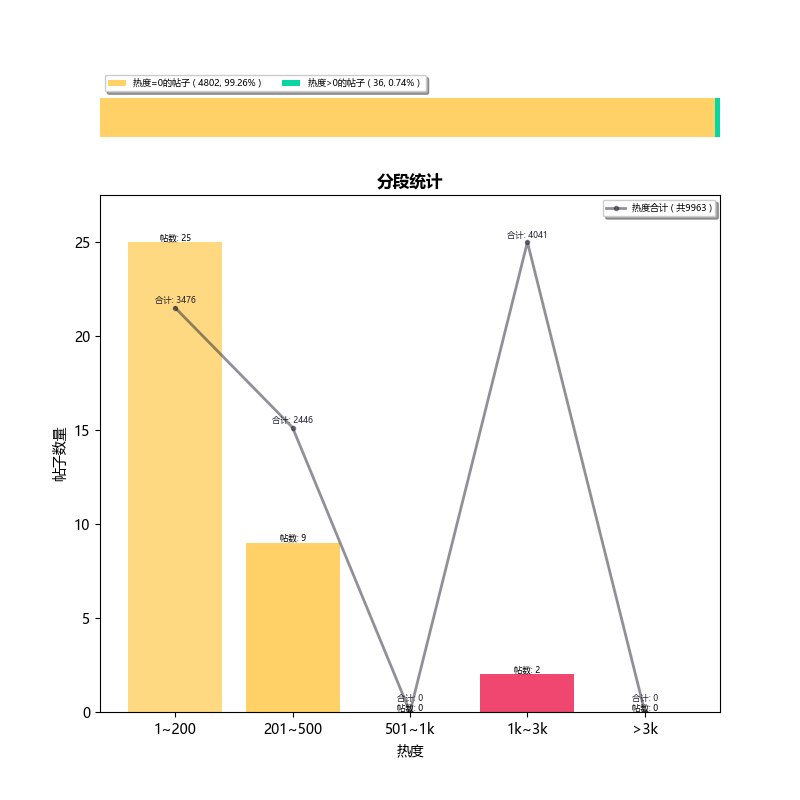 热度=0的帖子 ( 4802, 99.26% )
热度>0的帖子 ( 36, 0.74% )
分段统计
热度合计 ( 共9963 )
帖子数量
25
20
15
10
5
0
帖数: 25
合计: 3476
合计: 2446
帖数: 9
合计: 0
帖数: 0
合计: 4041
帖数: 2
合计: 0
帖数: 0
1~200
201~500
501~1k
1k~3k
>3k
热度